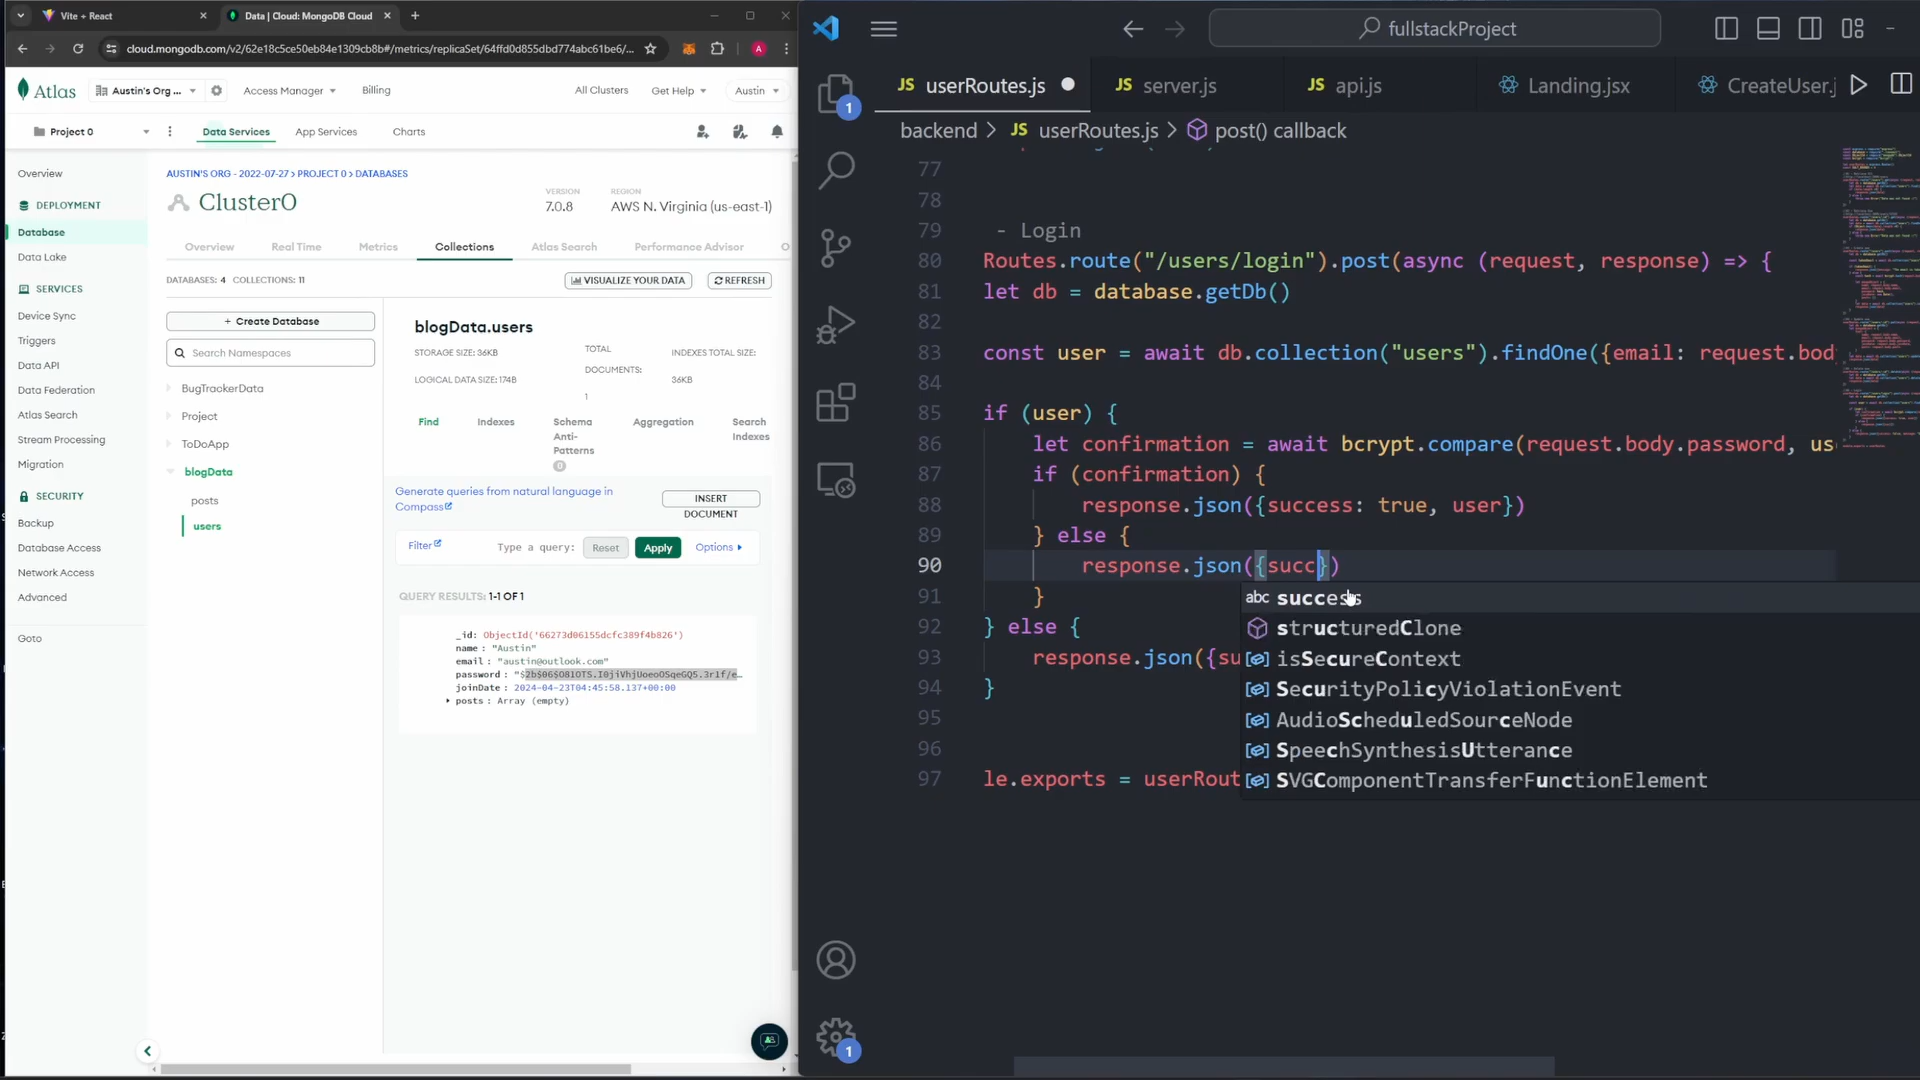 Vite + React
Data | Cloud: MongoDB Cloud
cloud.mongodb.com/v2/62e18c5ce50eb84e1309cb8b#/metrics/replicaSet/64ffd0d855dbd774abc61be6/...
A
Atlas
Austin's Org ...
Access Manager
Billing
All Clusters
Get Help
Austin
Project 0
Data Services
App Services
Charts
Overview
DEPLOYMENT
Database
Data Lake
SERVICES
Device Sync
Triggers
Data API
Data Federation
Atlas Search
Stream Processing
Migration
SECURITY
Backup
Database Access
Network Access
Advanced
Goto
AUSTIN'S ORG - 2022-07-27 > PROJECT 0 > DATABASES
Cluster0
VERSION
7.0.8
REGION
AWS N. Virginia (us-east-1)
Overview
Real Time
Metrics
Collections
Atlas Search
Performance Advisor
O
DATABASES: 4 COLLECTIONS: 11
VISUALIZE YOUR DATA
REFRESH
+ Create Database
Search Namespaces
BugTrackerData
Project
ToDoApp
blogData
posts
users
blogData.users
STORAGE SIZE: 36KB
TOTAL
DOCUMENTS:
1
INDEXES TOTAL SIZE:
36KB
LOGICAL DATA SIZE: 174B
Find
Indexes
Schema
Anti-
Patterns
0
Aggregation
Search
Indexes
Generate queries from natural language in
Compass
INSERT
DOCUMENT
Filter
Type a query:
Reset
Apply
Options
QUERY RESULTS: 1-1 OF 1
_id: ObjectId('66273d06155dcfc389f4b826')
name: "Austin"
email: "austin@outlook.com"
joinDate: 2024-04-23T04:45:58.137+00:00
posts: Array (empty)
fullstackProject
1
JS userRoutes.js
JS server.js
JS api.js
Landing.jsx
CreateUser.j
backend > JS userRoutes.js > post() callback
77
78
79 - Login
80 Routes.route("/users/login").post(async (request, response) => {
81 let db = database.getDb()
82
83 const user = await db.collection("users").findOne({email: request.bod
84
85 if (user) {
86 let confirmation = await bcrypt.compare(request.body.password, us
87 if (confirmation) {
88 response.json({success: true, user})
89 } else {
90 response.json({succ})
91 }
92 } else {
93 response.json({su
94 }
95
96
97 le.exports = userRout
abc success
structuredClone
isSecureContext
SecurityPolicyViolationEvent
AudioScheduledSourceNode
SpeechSynthesisUtterance
SVGComponentTransferFunctionElement
1